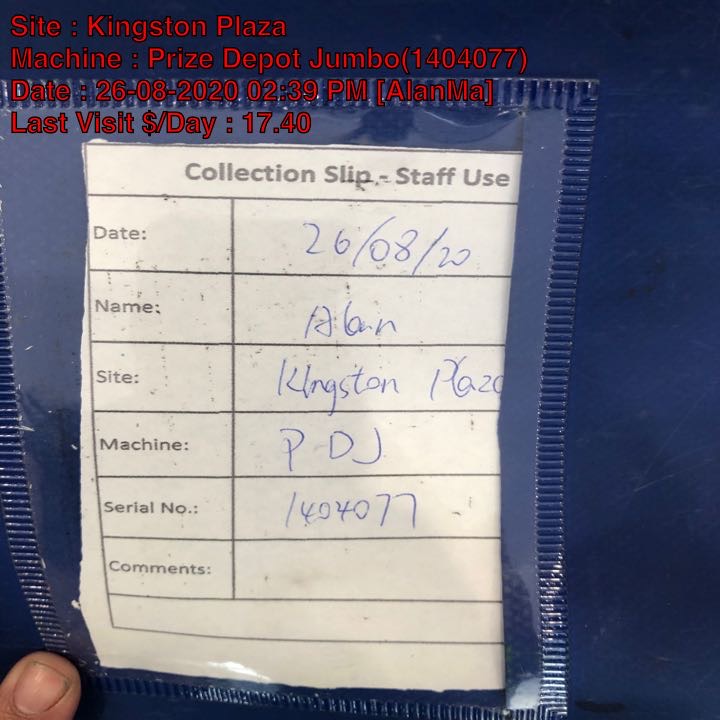 Site : Kingston Plaza
Machine : Prize Depot Jumbo(1404077)
Date : 26-08-2020 02:39 PM [AlanMa]
Last Visit $/Day : 17.40
Collection Slip - Staff Use
Date: 26/08/20
Name: Alan
Site: Kingston Plaza
Machine: P DJ
Serial No.: 1404077
Comments: